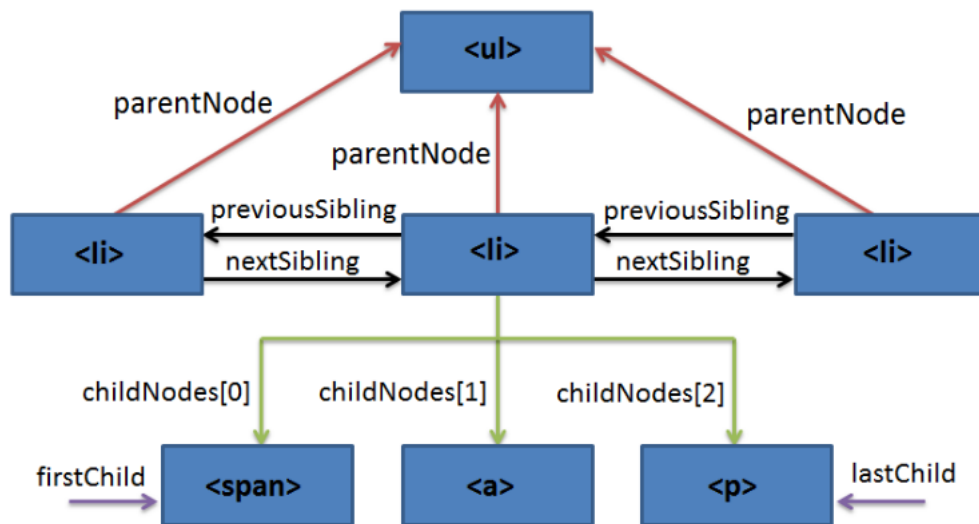 <ul>
parentNode
parentNode
parentNode
previousSibling
previousSibling
<li>
<li>
<li>
nextSibling
nextSibling
childNodes[0]
childNodes[1]
childNodes[2]
firstChild
<span>
<a>
<p>
lastChild